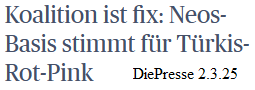 Koalition ist fix: Neos-
Basis stimmt für Türkis-
Rot-Pink DiePresse 2.3.25